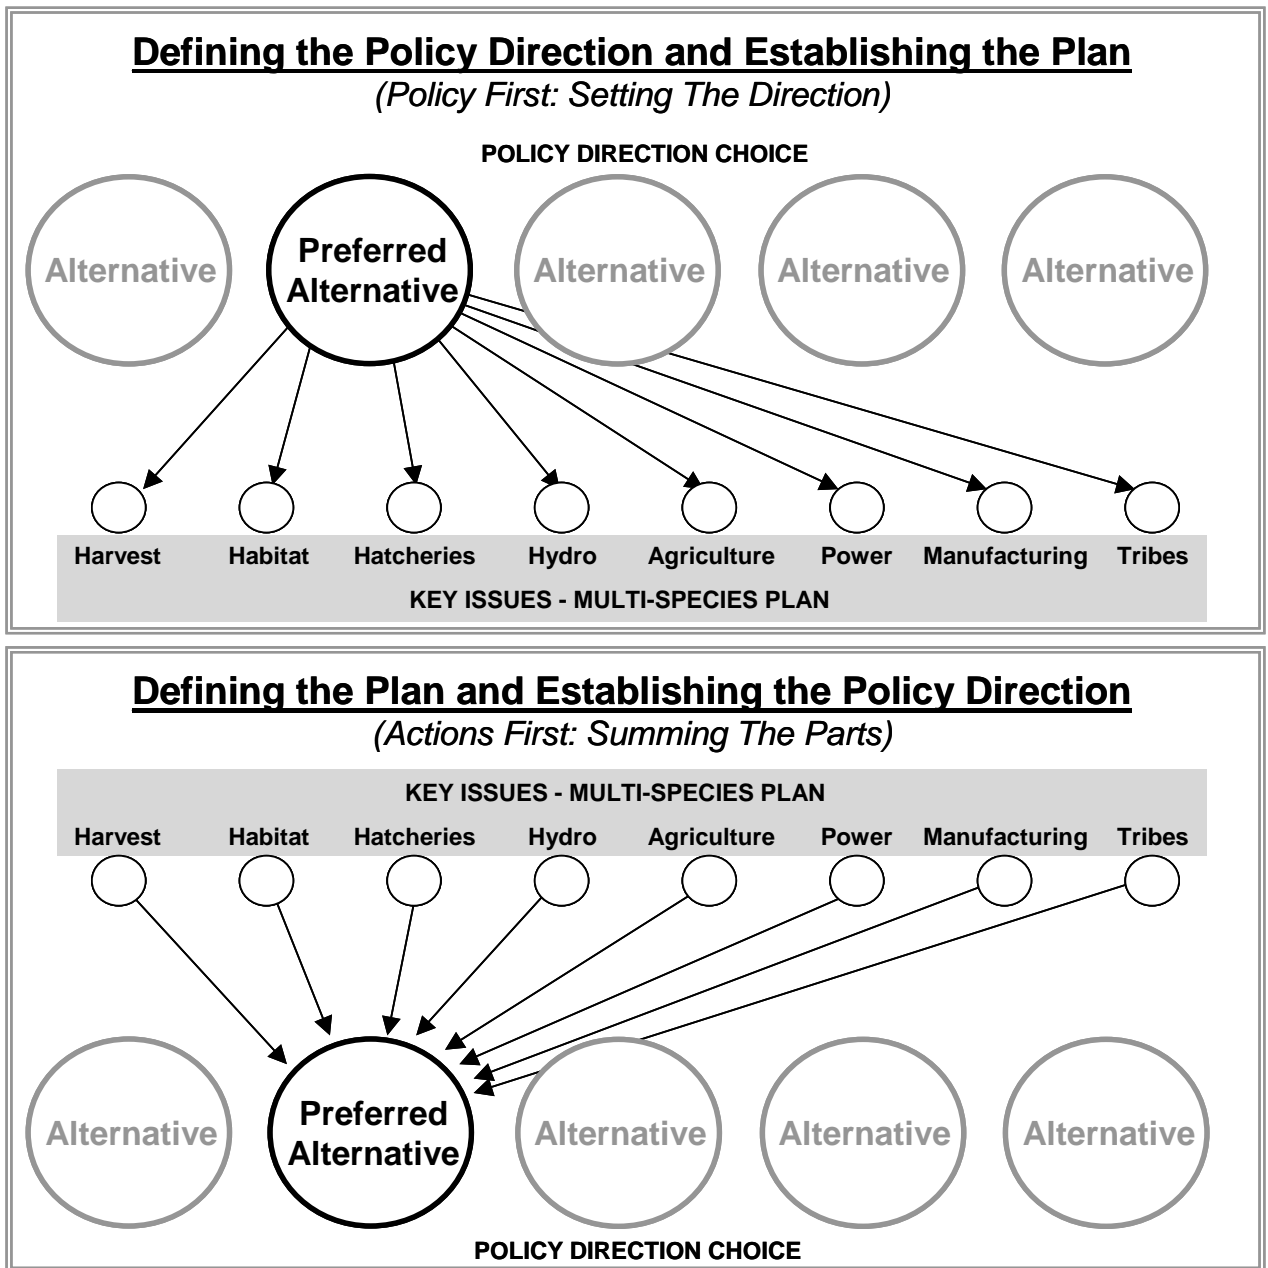 Defining the Policy Direction and Establishing the Plan
(Policy First: Setting The Direction)
POLICY DIRECTION CHOICE
Alternative
Preferred
Alternative
Alternative
Alternative
Alternative
Harvest Habitat Hatcheries Hydro Agriculture Power Manufacturing Tribes
KEY ISSUES - MULTI-SPECIES PLAN
Defining the Plan and Establishing the Policy Direction
(Actions First: Summing The Parts)
KEY ISSUES - MULTI-SPECIES PLAN
Harvest Habitat Hatcheries Hydro Agriculture Power Manufacturing Tribes
Alternative
Preferred
Alternative
Alternative
Alternative
Alternative
POLICY DIRECTION CHOICE